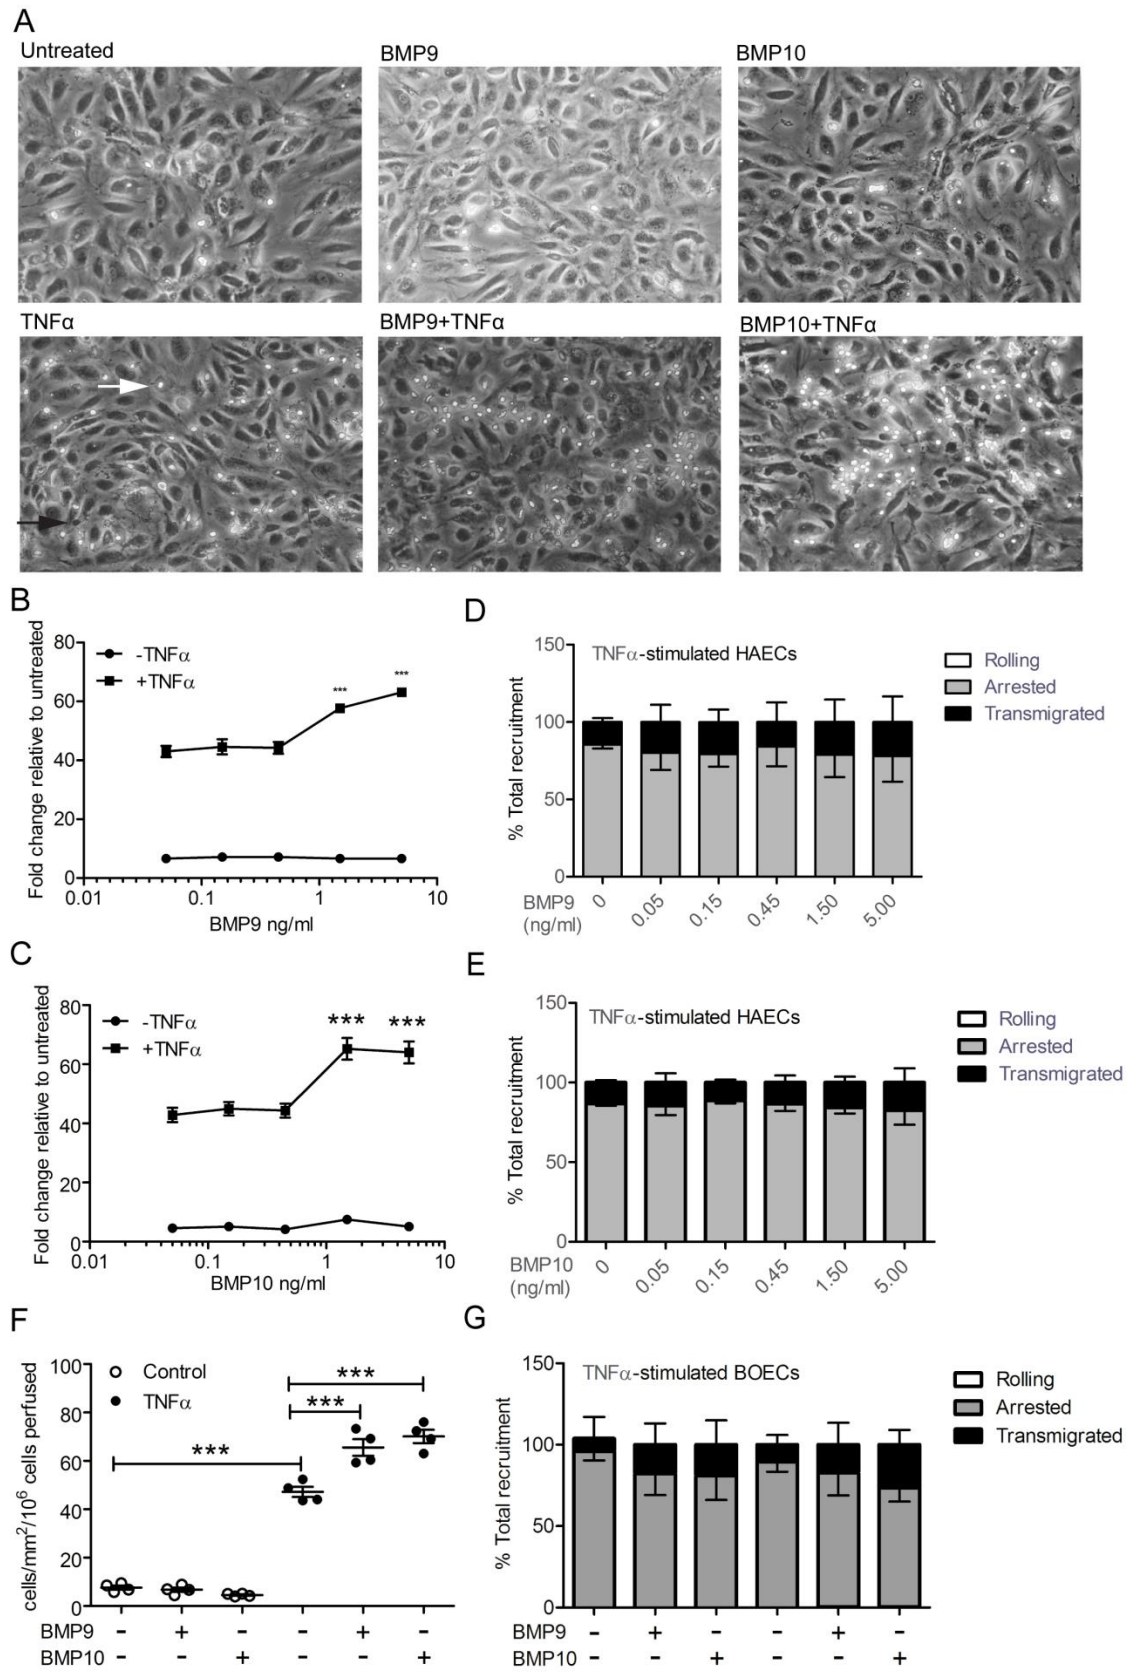 A
Untreated
BMP9
BMP10
TNFα
BMP9+TNFα
BMP10+TNFα
B
Fold change relative to untreated
80
60
40
20
0
-TNFα
+TNFα
***
***
0.01
0.1
1
10
BMP9 ng/ml
D
% Total recruitment
150
100
50
0
TNFα-stimulated HAECs
Rolling
Arrested
Transmigrated
BMP9
(ng/ml)
0
0.05
0.15
0.45
1.50
5.00
C
Fold change relative to untreated
80
60
40
20
0
-TNFα
+TNFα
***
***
0.01
0.1
1
10
BMP10 ng/ml
E
% Total recruitment
150
100
50
0
TNFα-stimulated HAECs
Rolling
Arrested
Transmigrated
BMP10
(ng/ml)
0
0.05
0.15
0.45
1.50
5.00
F
cells/mm²/10⁶ cells perfused
100
80
60
40
20
0
Control
TNFα
***
***
***
BMP9 - + - - + -
BMP10 - - + - - +
G
% Total recruitment
150
100
50
0
TNFα-stimulated BOECs
Rolling
Arrested
Transmigrated
BMP9 - + - - + -
BMP10 - - + - - +